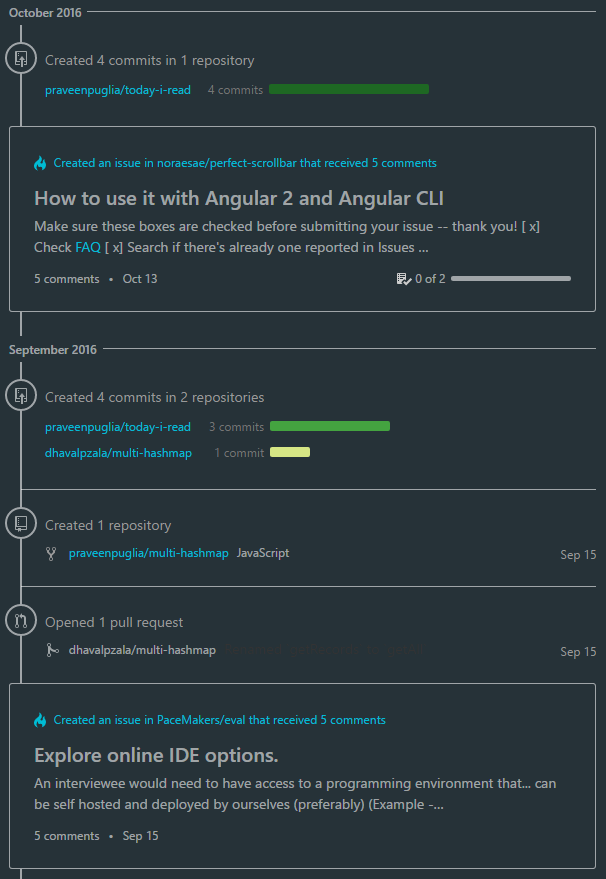 October 2016
Created 4 commits in 1 repository
praveenpuglia/today-i-read 4 commits
Created an issue in noraesae/perfect-scrollbar that received 5 comments
How to use it with Angular 2 and Angular CLI
Make sure these boxes are checked before submitting your issue -- thank you! [ x]
Check FAQ [ x] Search if there's already one reported in Issues ...
5 comments • Oct 13 0 of 2
September 2016
Created 4 commits in 2 repositories
praveenpuglia/today-i-read 3 commits
dhavalpzala/multi-hashmap 1 commit
Created 1 repository
praveenpuglia/multi-hashmap JavaScript Sep 15
Opened 1 pull request
dhavalpzala/multi-hashmap Sep 15
Created an issue in PaceMakers/eval that received 5 comments
Explore online IDE options.
An interviewee would need to have access to a programming environment that... can
be self hosted and deployed by ourselves (preferably) (Example -...
5 comments • Sep 15